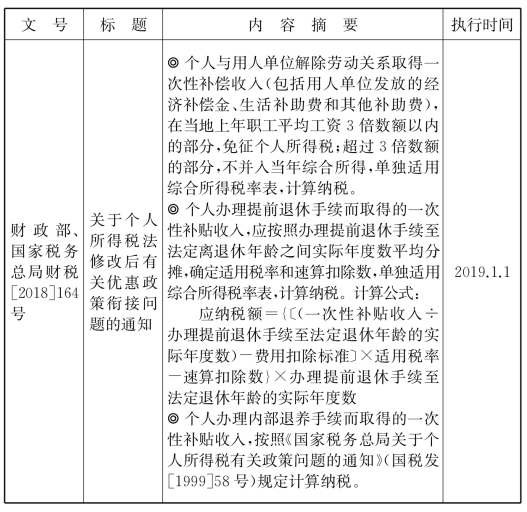 文 号 标 题 内 容 摘 要 执行时间
财政部、
国家税务
总局财税
[2018]164
号
关于个人
所得税法
修改后有
关优惠政
策衔接问
题的通知
◎ 个人与用人单位解除劳动关系取得一
次性补偿收入(包括用人单位发放的经
济补偿金、生活补助费和其他补助费),
在当地上年职工平均工资 3 倍数额以内
的部分,免征个人所得税;超过 3 倍数额
的部分,不并入当年综合所得,单独适用
综合所得税率表,计算纳税。
◎ 个人办理提前退休手续而取得的一次
性补贴收入,应按照办理提前退休手续至
法定离退休年龄之间实际年度数平均分
摊,确定适用税率和速算扣除数,单独适用
综合所得税率表,计算纳税。计算公式:
应纳税额={〔(一次性补贴收入÷
办理提前退休手续至法定退休年龄的实
际年度数)-费用扣除标准〕×适用税率
-速算扣除数}×办理提前退休手续至
法定退休年龄的实际年度数
◎ 个人办理内部退养手续而取得的一次
性补贴收入,按照《国家税务总局关于个
人所得税有关政策问题的通知》(国税发
[1999]58 号)规定计算纳税。
2019.1.1